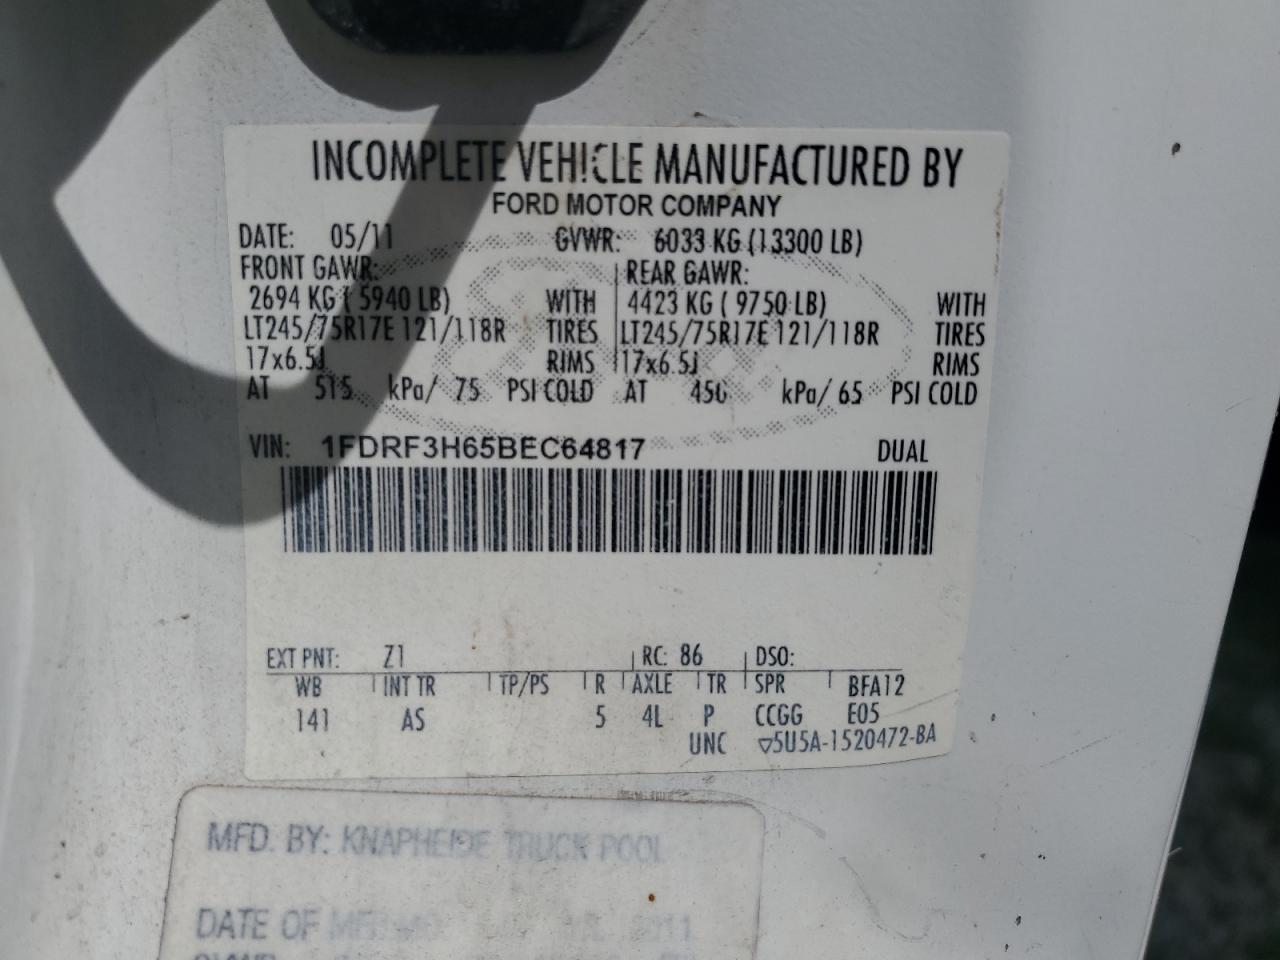 INCOMPLETE VEHICLE MANUFACTURED BY
FORD MOTOR COMPANY
DATE: 05/11 GVWR: 6033 KG (13300 LB)
FRONT GAWR: REAR GAWR:
2694 KG ( 5940 LB) WITH 4423 KG ( 9750 LB) WITH
LT245/75R17E 121/118R TIRES LT245/75R17E 121/118R TIRES
17x6.5J RIMS 17x6.5J RIMS
AT 515 kPa/ 75 PSI COLD AT 450 kPa/ 65 PSI COLD
VIN: 1FDRF3H65BEC64817 DUAL
EXT PNT: Z1 RC: 86 DSO:
WB INT TR TP/PS R AXLE TR SPR BFA12
141 AS 5 4L P CCGG E05
UNC ▽5U5A-1520472-BA
MFD. BY: KNAPHEIDE TRUCK POOL
DATE OF 2011